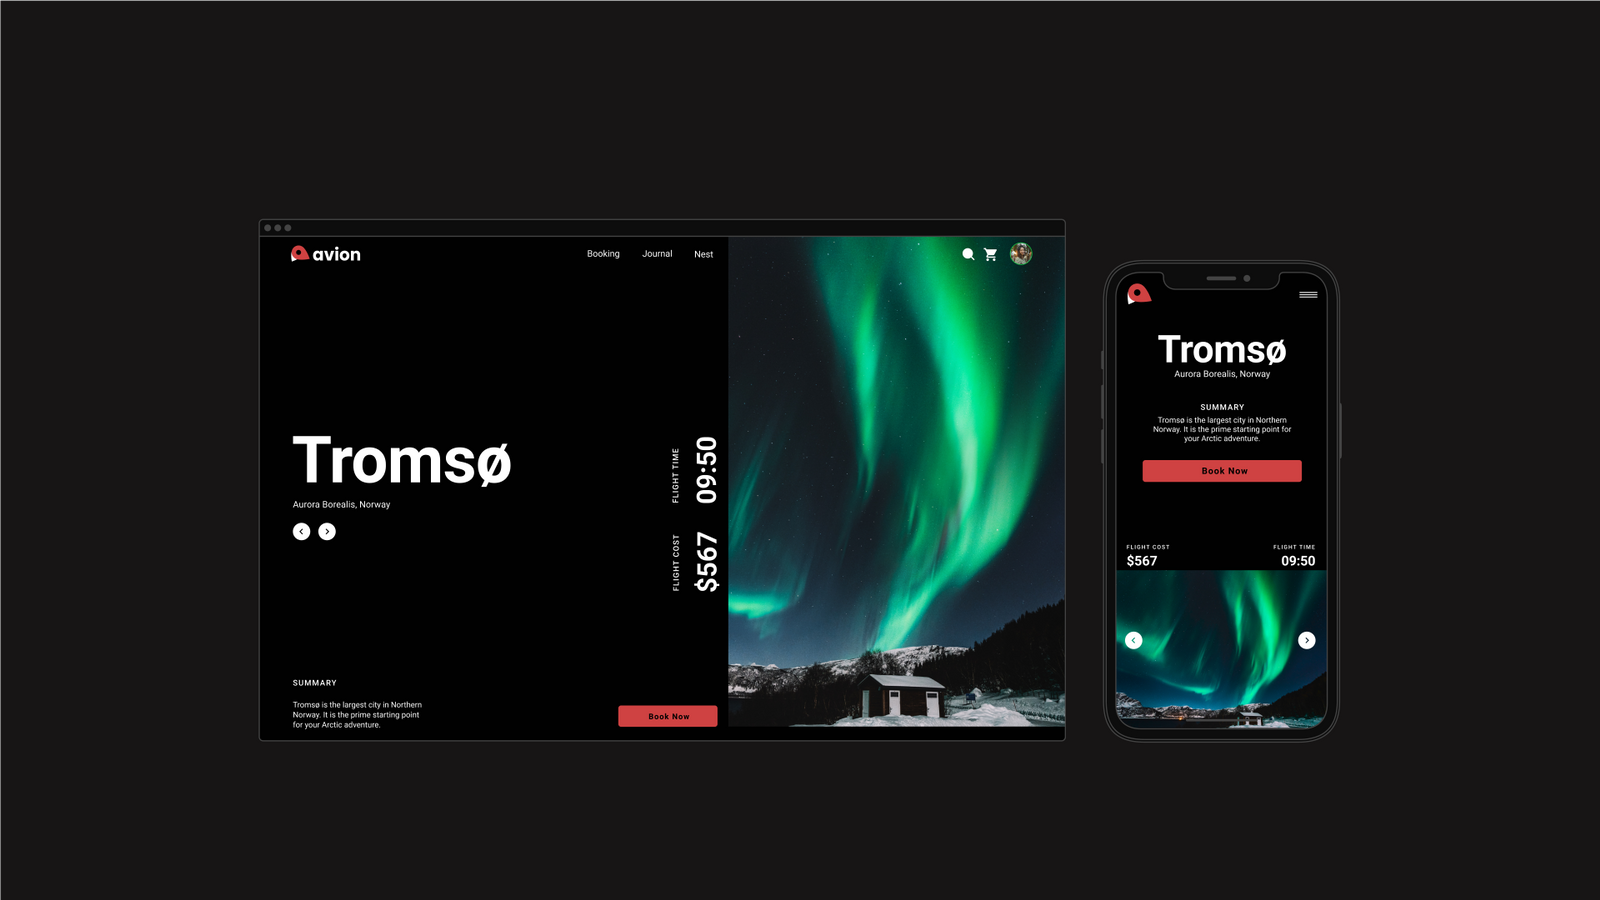 avion
Booking
Journal
Nest
Tromsø
Aurora Borealis, Norway
FLIGHT TIME
09:50
FLIGHT COST
$567
SUMMARY
Tromsø is the largest city in Northern
Norway. It is the prime starting point
for your Arctic adventure.
Book Now
Tromsø
Aurora Borealis, Norway
SUMMARY
Tromsø is the largest city in Northern
Norway. It is the prime starting point for
your Arctic adventure.
Book Now
FLIGHT COST
$567
FLIGHT TIME
09:50